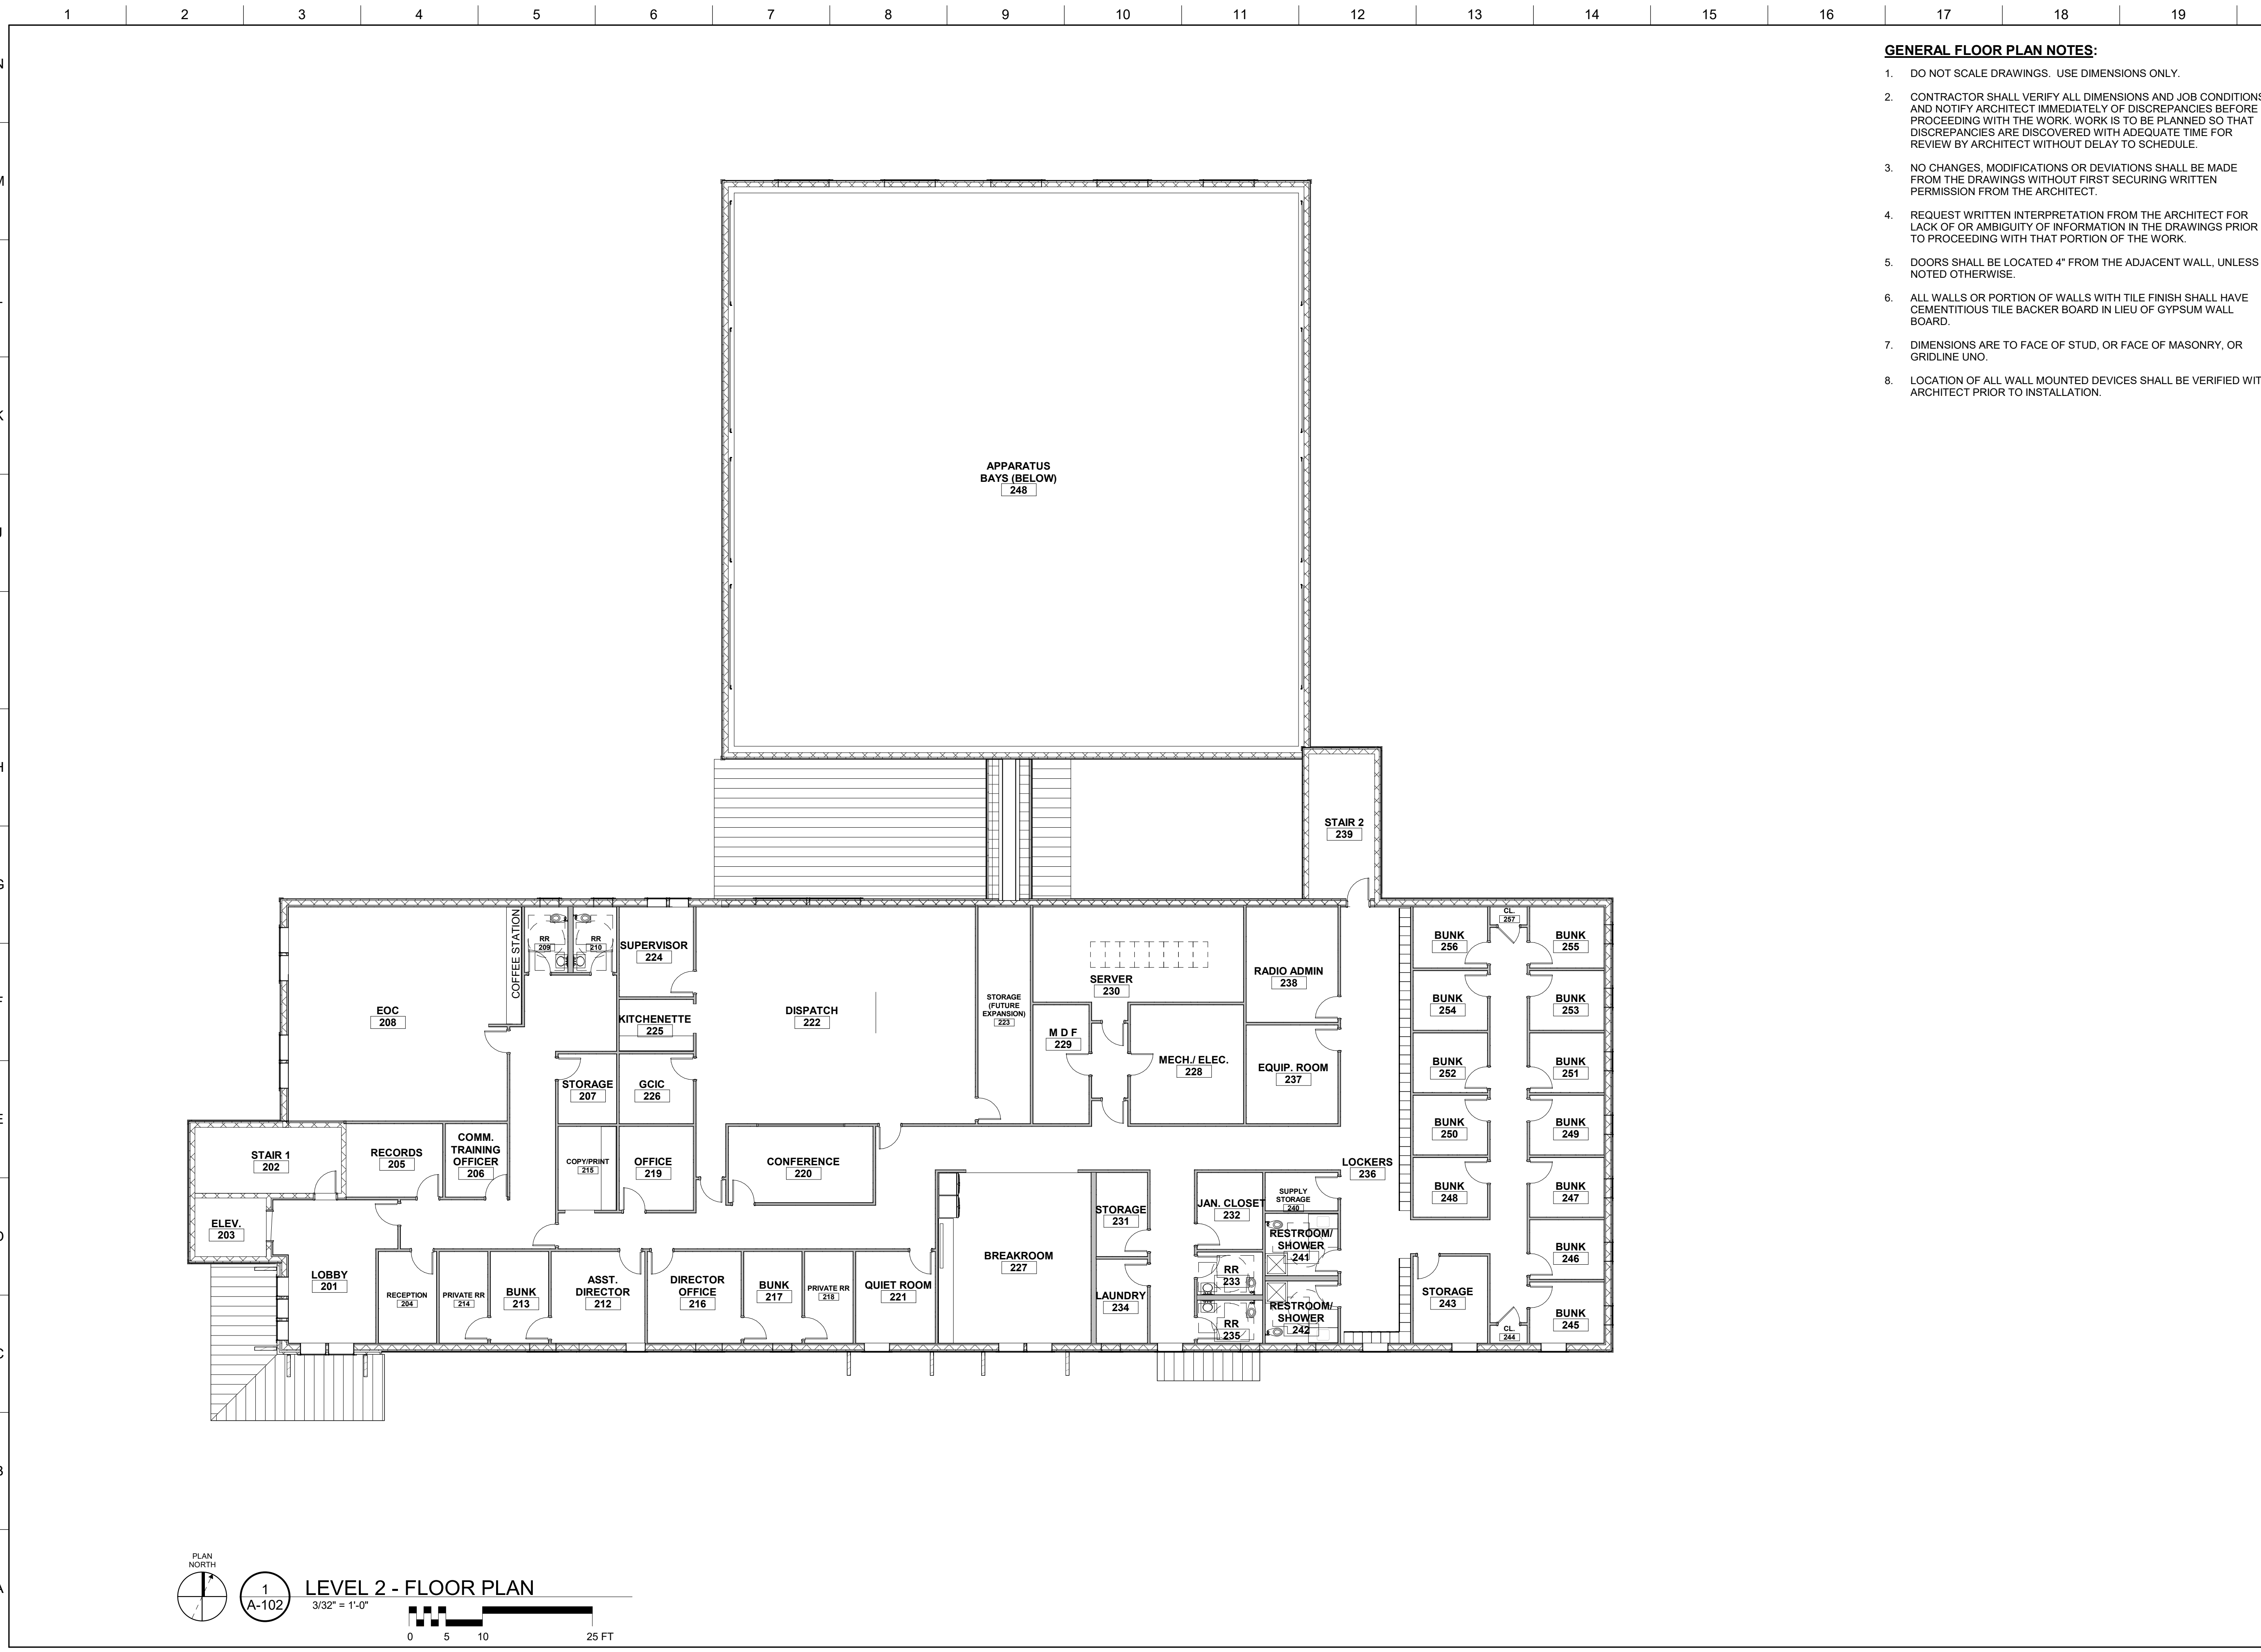 1 2 3 4 5 6 7 8 9 10 11 12 13 14 15 16 17 18 19
GENERAL FLOOR PLAN NOTES:
1. DO NOT SCALE DRAWINGS. USE DIMENSIONS ONLY.
2. CONTRACTOR SHALL VERIFY ALL DIMENSIONS AND JOB CONDITIONS
AND NOTIFY ARCHITECT IMMEDIATELY OF DISCREPANCIES BEFORE
PROCEEDING WITH THE WORK. WORK IS TO BE PLANNED SO THAT
DISCREPANCIES ARE DISCOVERED WITH ADEQUATE TIME FOR
REVIEW BY ARCHITECT WITHOUT DELAY TO SCHEDULE.
3. NO CHANGES, MODIFICATIONS OR DEVIATIONS SHALL BE MADE
FROM THE DRAWINGS WITHOUT FIRST SECURING WRITTEN
PERMISSION FROM THE ARCHITECT.
4. REQUEST WRITTEN INTERPRETATION FROM THE ARCHITECT FOR
LACK OF OR AMBIGUITY OF INFORMATION IN THE DRAWINGS PRIOR
TO PROCEEDING WITH THAT PORTION OF THE WORK.
5. DOORS SHALL BE LOCATED 4" FROM THE ADJACENT WALL, UNLESS
NOTED OTHERWISE.
6. ALL WALLS OR PORTION OF WALLS WITH TILE FINISH SHALL HAVE
CEMENTITIOUS TILE BACKER BOARD IN LIEU OF GYPSUM WALL
BOARD.
7. DIMENSIONS ARE TO FACE OF STUD, OR FACE OF MASONRY, OR
GRIDLINE UNO.
8. LOCATION OF ALL WALL MOUNTED DEVICES SHALL BE VERIFIED WIT
ARCHITECT PRIOR TO INSTALLATION.
APPARATUS
BAYS (BELOW)
248
STAIR 2
239
COFFEE STATION
RR
209
RR
210
SUPERVISOR
224
EOC
208
KITCHENETTE
225
DISPATCH
222
STORAGE
(FUTURE
EXPANSION)
223
SERVER
230
RADIO ADMIN
238
M D F
229
MECH./ ELEC.
228
EQUIP. ROOM
237
STORAGE
207
GCIC
226
CL.
257
BUNK
256
BUNK
255
BUNK
254
BUNK
253
BUNK
252
BUNK
251
BUNK
250
BUNK
249
BUNK
248
BUNK
247
BUNK
246
BUNK
245
CL.
244
STORAGE
243
STAIR 1
202
RECORDS
205
COMM.
TRAINING
OFFICER
206
COPY/PRINT
215
OFFICE
219
CONFERENCE
220
LOCKERS
236
ELEV.
203
LOBBY
201
RECEPTION
204
PRIVATE RR
214
BUNK
213
ASST.
DIRECTOR
212
DIRECTOR
OFFICE
216
BUNK
217
PRIVATE RR
218
QUIET ROOM
221
BREAKROOM
227
STORAGE
231
LAUNDRY
234
JAN. CLOSET
232
SUPPLY
STORAGE
240
RESTROOM/
SHOWER
241
RR
233
RR
235
RESTROOM/
SHOWER
242
PLAN
NORTH
1
A-102
LEVEL 2 - FLOOR PLAN
3/32" = 1'-0"
0 5 10 25 FT